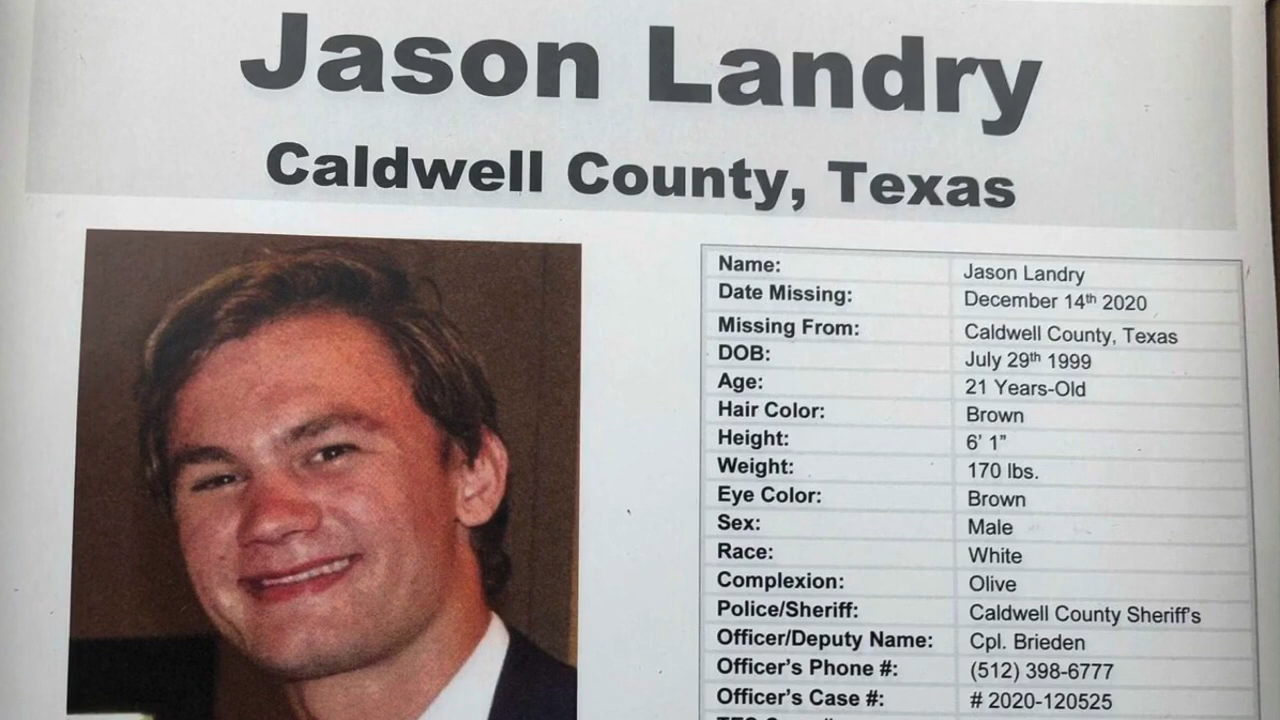 Jason Landry
Caldwell County, Texas
Name: Jason Landry
Date Missing: December 14th 2020
Missing From: Caldwell County, Texas
DOB: July 29th 1999
Age: 21 Years-Old
Hair Color: Brown
Height: 6' 1"
Weight: 170 lbs.
Eye Color: Brown
Sex: Male
Race: White
Complexion: Olive
Police/Sheriff: Caldwell County Sheriff's
Officer/Deputy Name: Cpl. Brieden
Officer's Phone #: (512) 398-6777
Officer's Case #: # 2020-120525